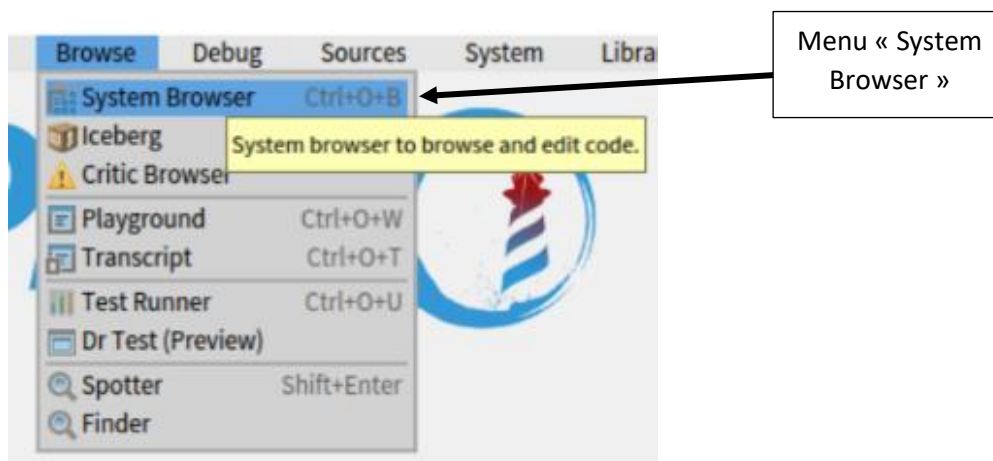 Browse Debug Sources System Libra
System Browser Ctrl+O+B
Iceberg
System browser to browse and edit code.
Critic Browser
Playground Ctrl+O+W
Transcript Ctrl+O+T
Test Runner Ctrl+O+U
Dr Test (Preview)
Spotter Shift+Enter
Finder
Menu « System
Browser »